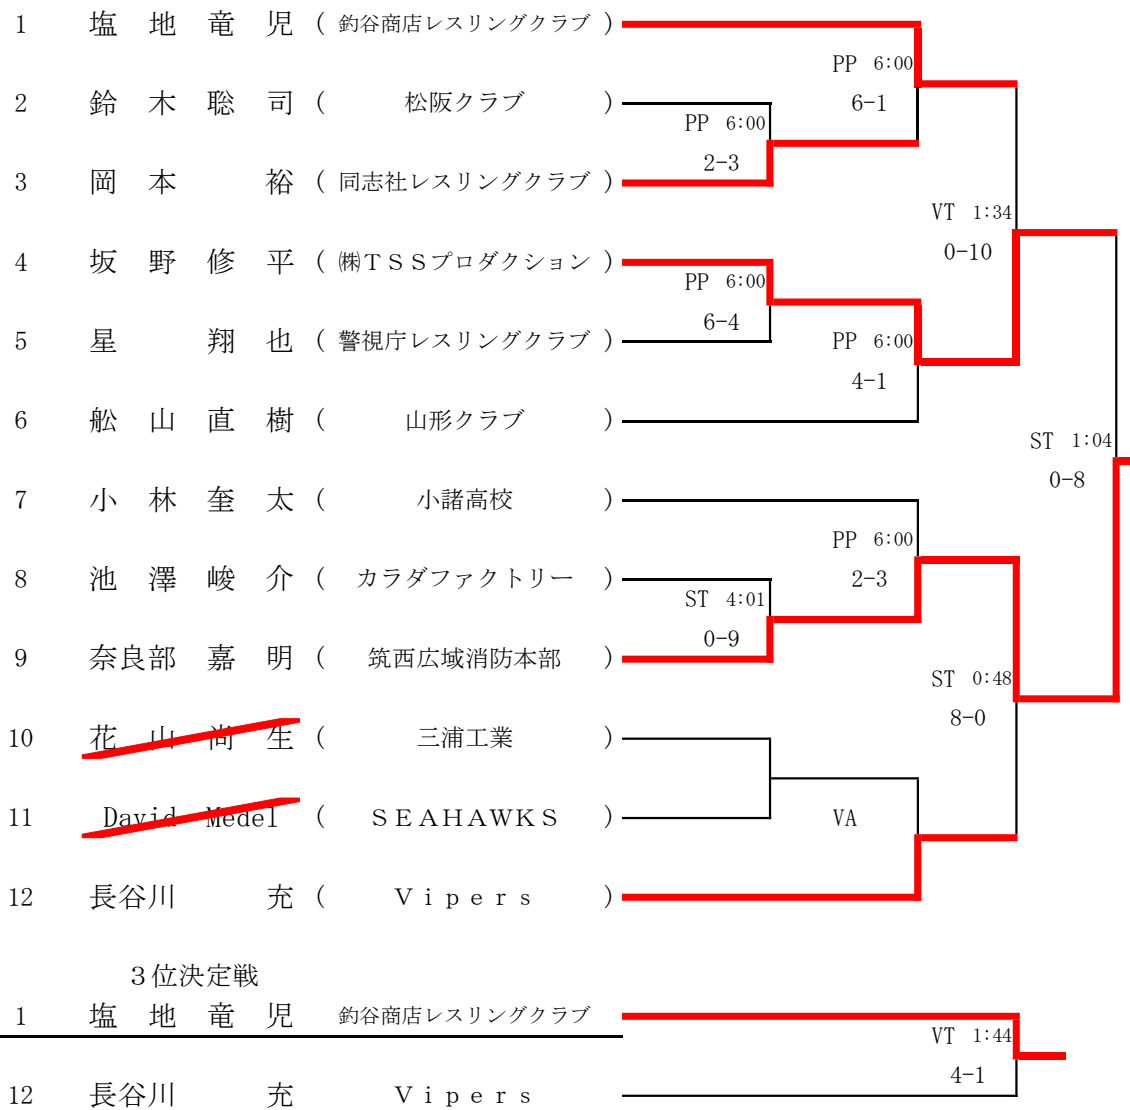 1 塩地竜児 ( 釣谷商店レスリングクラブ )
PP 6:00
2 鈴木聡司 ( 松阪クラブ ) 6-1
PP 6:00
2-3
3 岡本裕 ( 同志社レスリングクラブ )
VT 1:34
4 坂野修平 ( ㈱TSSプロダクション ) 0-10
PP 6:00
6-4
5 星翔也 ( 警視庁レスリングクラブ ) PP 6:00
4-1
6 舩山直樹 ( 山形クラブ )
ST 1:04
0-8
7 小林奎太 ( 小諸高校 )
PP 6:00
8 池澤峻介 ( カラダファクトリー ) 2-3
ST 4:01
0-9
9 奈良部嘉明 ( 筑西広域消防本部 )
ST 0:48
8-0
10 花山尚生 ( 三浦工業 )
11 David Medel ( SEAHAWKS ) VA
12 長谷川充 ( Vipers )
3位決定戦
1 塩地竜児 釣谷商店レスリングクラブ
VT 1:44
4-1
12 長谷川充 Vipers